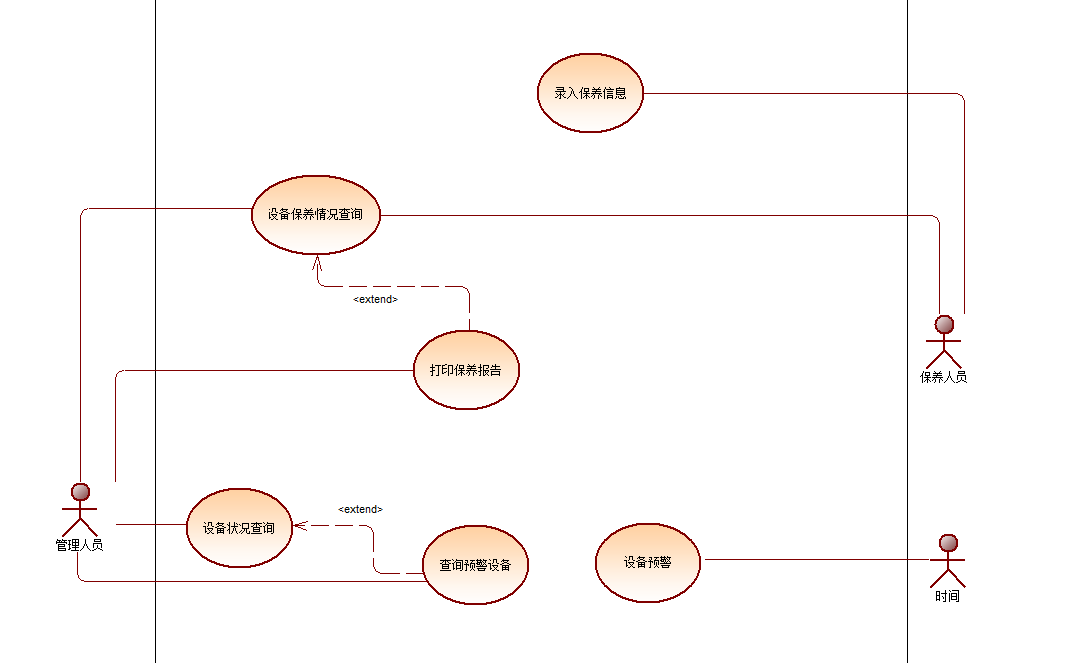 录入保养信息
设备保养情况查询
<extend>
打印保养报告
保养人员
设备状况查询
<extend>
管理人员
查询预警设备
设备预警
时间